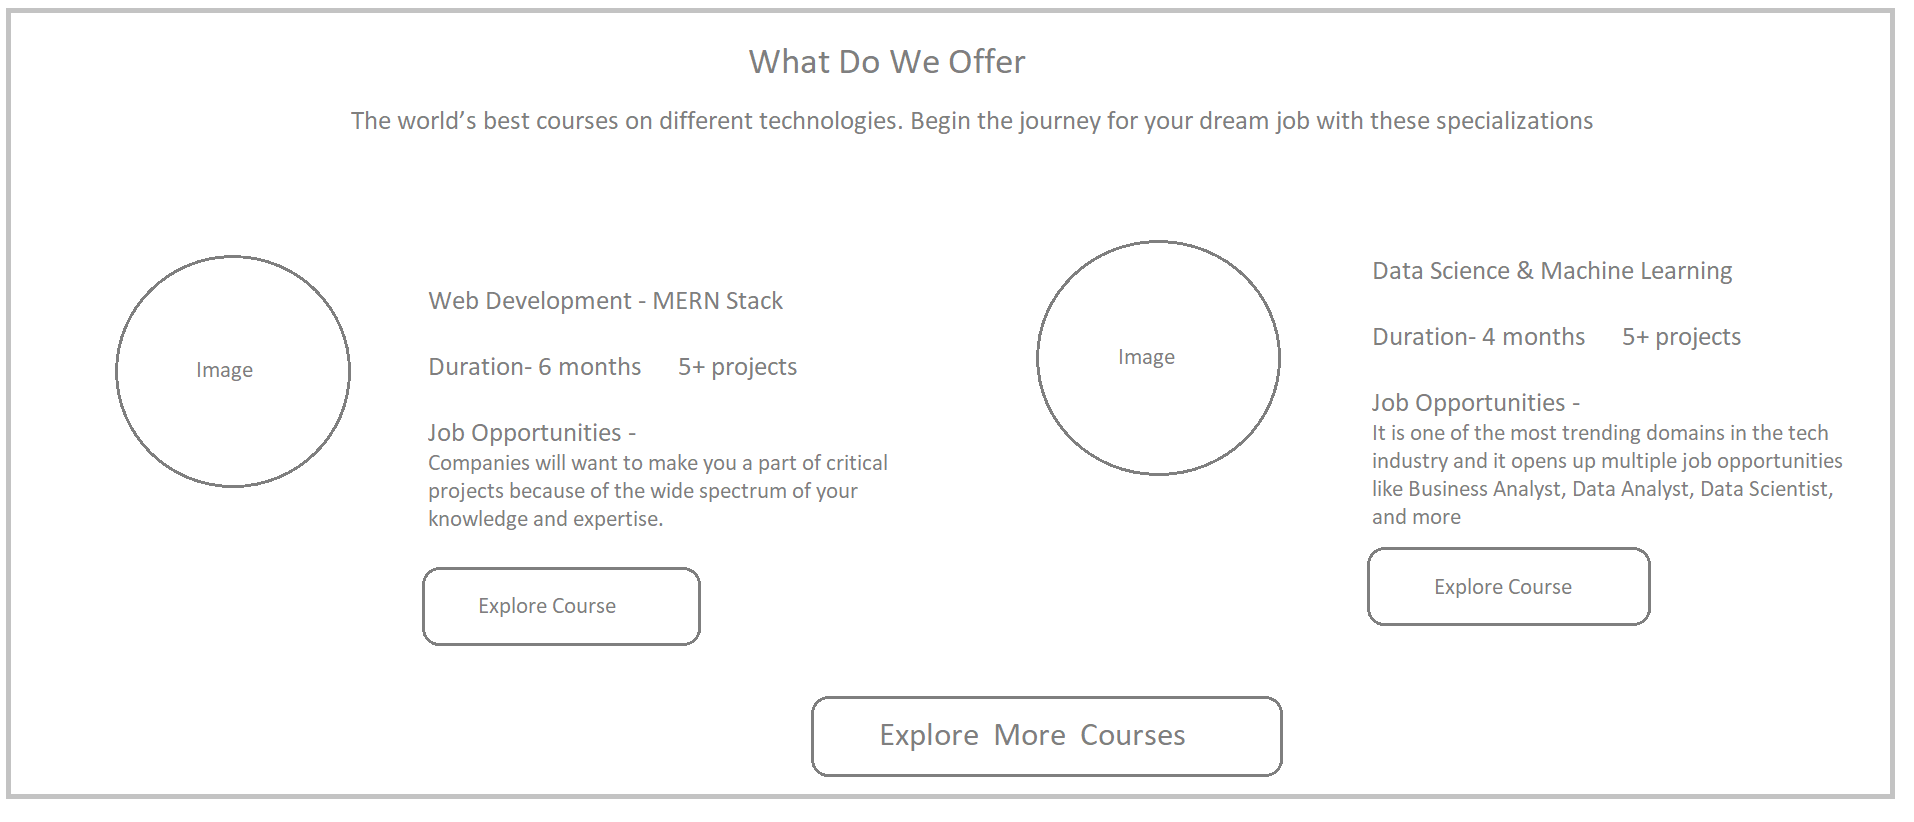 What Do We Offer
The world’s best courses on different technologies. Begin the journey for your dream job with these specializations
Image
Web Development - MERN Stack
Duration- 6 months 5+ projects
Job Opportunities -
Companies will want to make you a part of critical
projects because of the wide spectrum of your
knowledge and expertise.
Explore Course
Image
Data Science & Machine Learning
Duration- 4 months 5+ projects
Job Opportunities -
It is one of the most trending domains in the tech
industry and it opens up multiple job opportunities
like Business Analyst, Data Analyst, Data Scientist,
and more
Explore Course
Explore More Courses